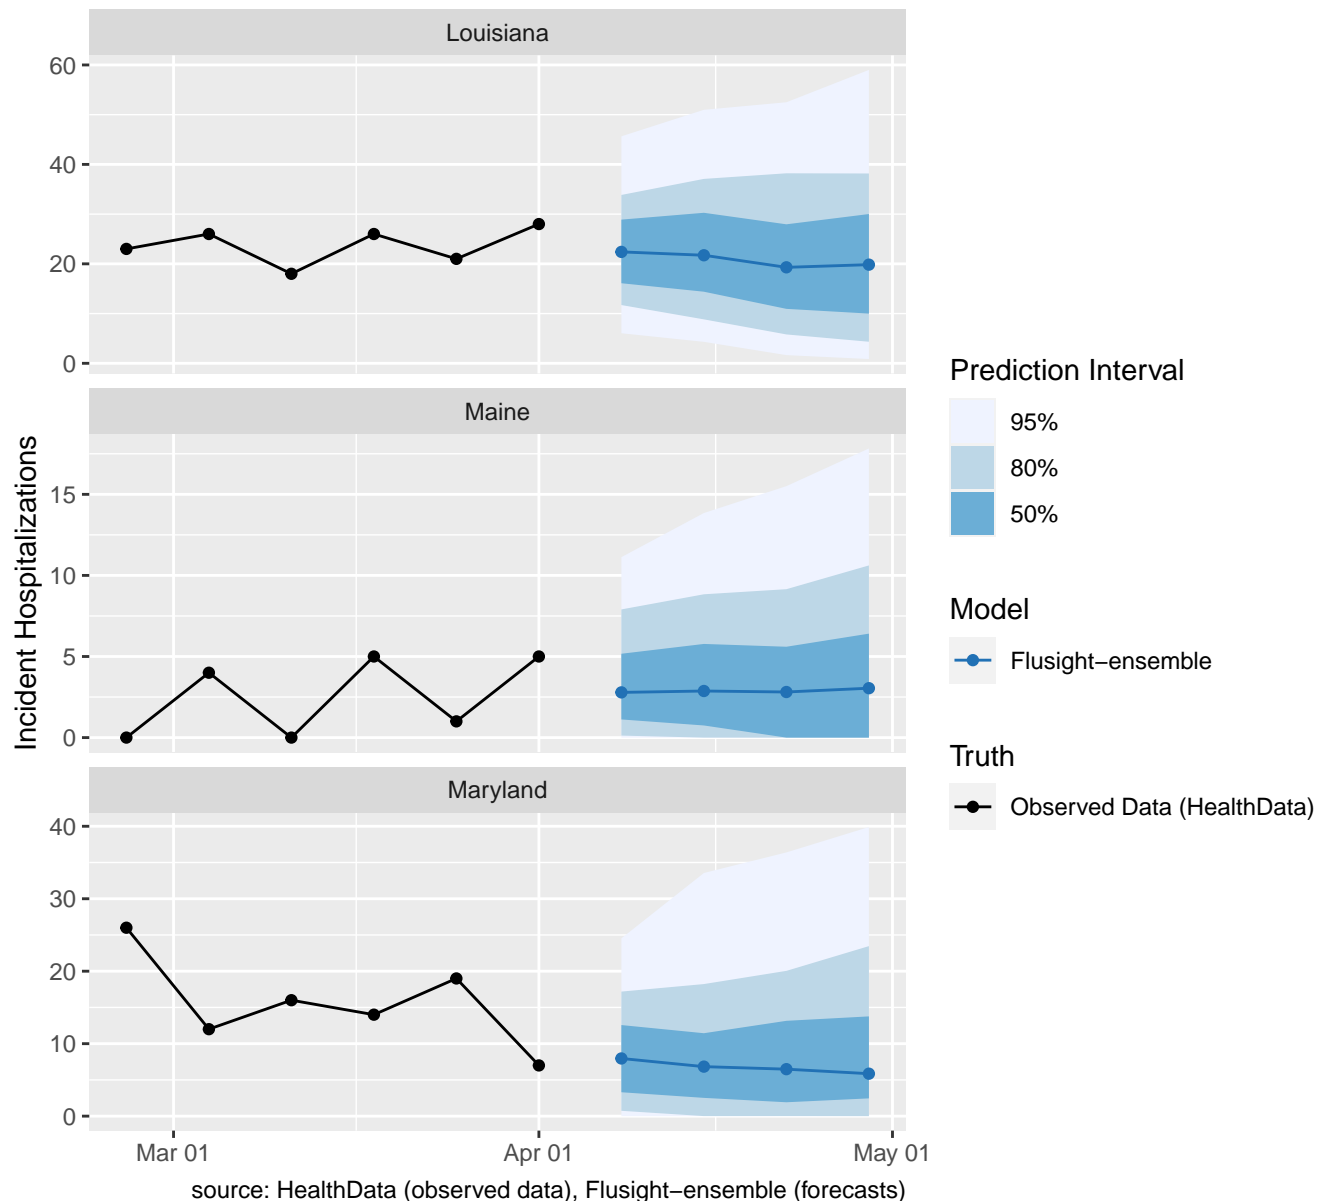 Louisiana
60
40
20
0
Maine
15
10
5
0
Maryland
40
30
20
10
0
Mar 01
Apr 01
May 01
Incident Hospitalizations
source: HealthData (observed data), Flusight−ensemble (forecasts)
Prediction Interval
95%
80%
50%
Model
Flusight−ensemble
Truth
Observed Data (HealthData)